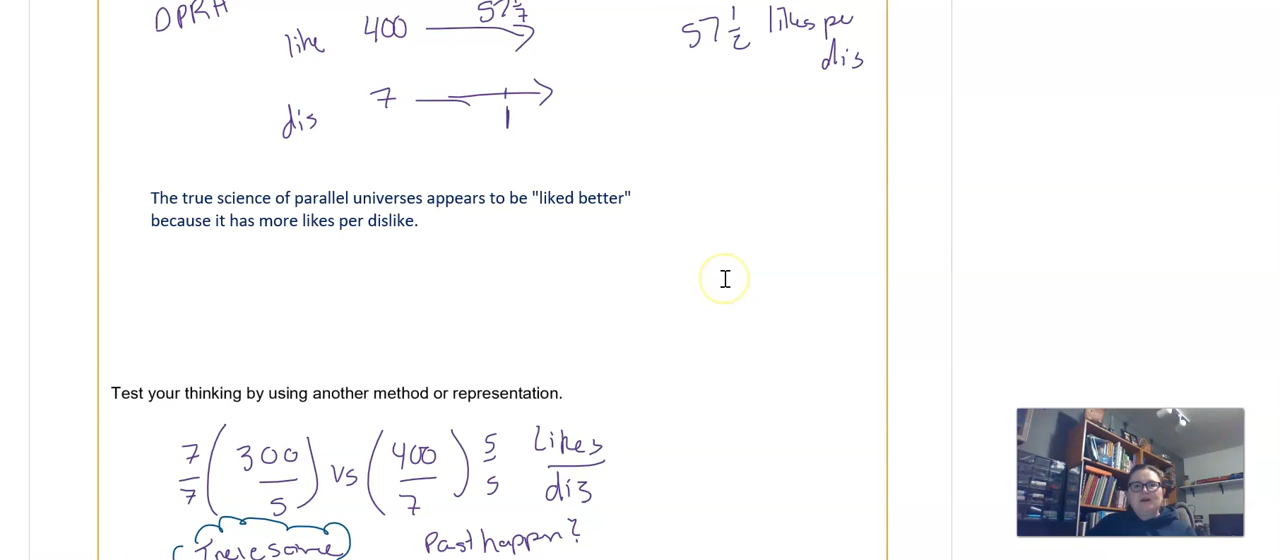 DPRH
like 400 57 1/7
57 1/2 likes per
dis
dis 7
1
The true science of parallel universes appears to be "liked better"
because it has more likes per dislike.
Test your thinking by using another method or representation.
7/7 (300/5) vs (400/7) 5/5 Likes/dis
Past happen?